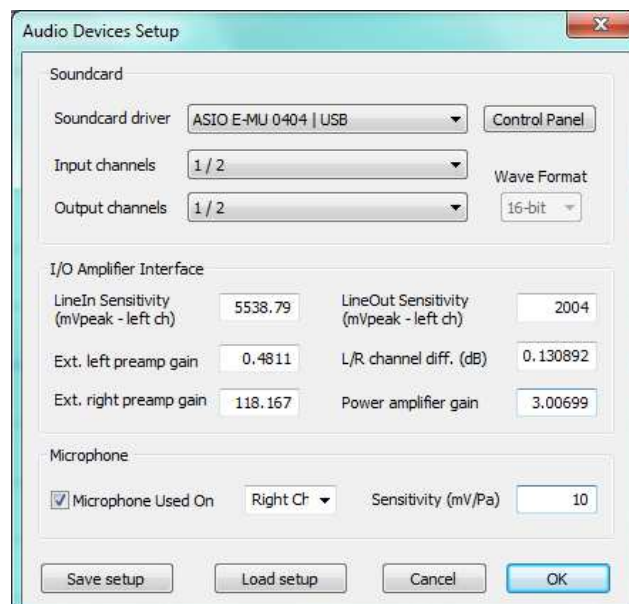 Audio Devices Setup
Soundcard
Soundcard driver ASIO E-MU 0404 | USB Control Panel
Input channels 1 / 2
Wave Format
Output channels 1 / 2 16-bit
I/O Amplifier Interface
LineIn Sensitivity (mVpeak - left ch) 5538.79 LineOut Sensitivity (mVpeak - left ch) 2004
Ext. left preamp gain 0.4811 L/R channel diff. (dB) 0.130892
Ext. right preamp gain 118.167 Power amplifier gain 3.00699
Microphone
Microphone Used On Right Ch Sensitivity (mV/Pa) 10
Save setup Load setup Cancel OK